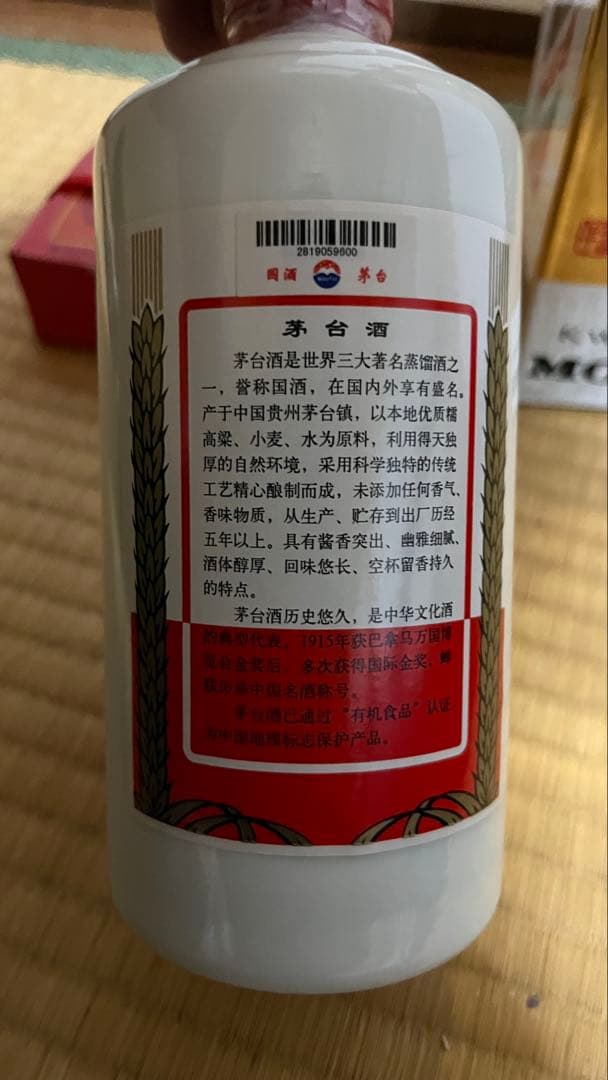 2819059600
国酒 茅台
茅台酒
茅台酒是世界三大著名蒸馏酒之
一，誉称国酒，在国内外享有盛名。
产于中国贵州茅台镇，以本地优质糯
高粱、小麦、水为原料，利用得天独
厚的自然环境，采用科学独特的传统
工艺精心酿制而成，未添加任何香气、
香味物质，从生产、贮存到出厂历经
五年以上。具有酱香突出、幽雅细腻、
酒体醇厚、回味悠长、空杯留香持久
的特点。
茅台酒历史悠久，是中华文化酒
的典型代表。1915年获巴拿马万国博
览会金奖后，多次获得国际金奖，蝉
联历届中国名酒称号。
茅台酒已通过“有机食品”认证
为中国地理标志保护产品。
KW
MO